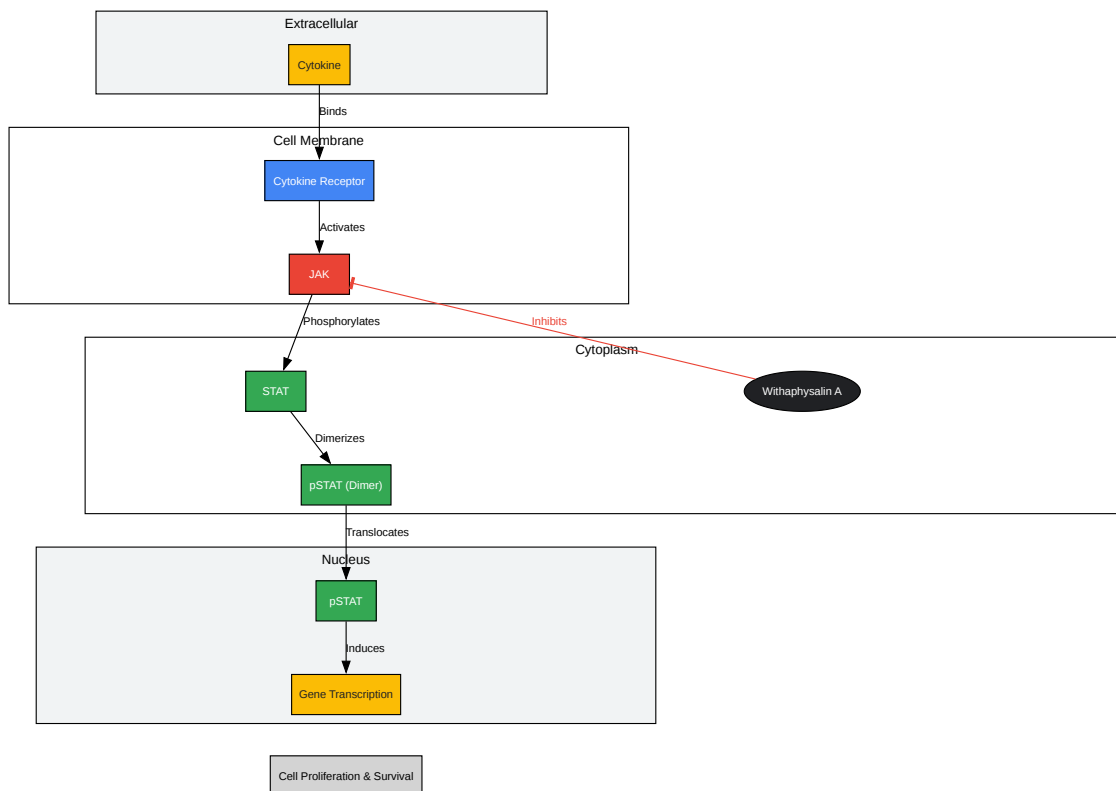 Extracellular
Cytokine
Binds
Cell Membrane
Cytokine Receptor
Activates
JAK
Phosphorylates
Inhibits
Cytoplasm
STAT
Withaphysalin A
Dimerizes
pSTAT (Dimer)
Translocates
Nucleus
pSTAT
Induces
Gene Transcription
Cell Proliferation & Survival